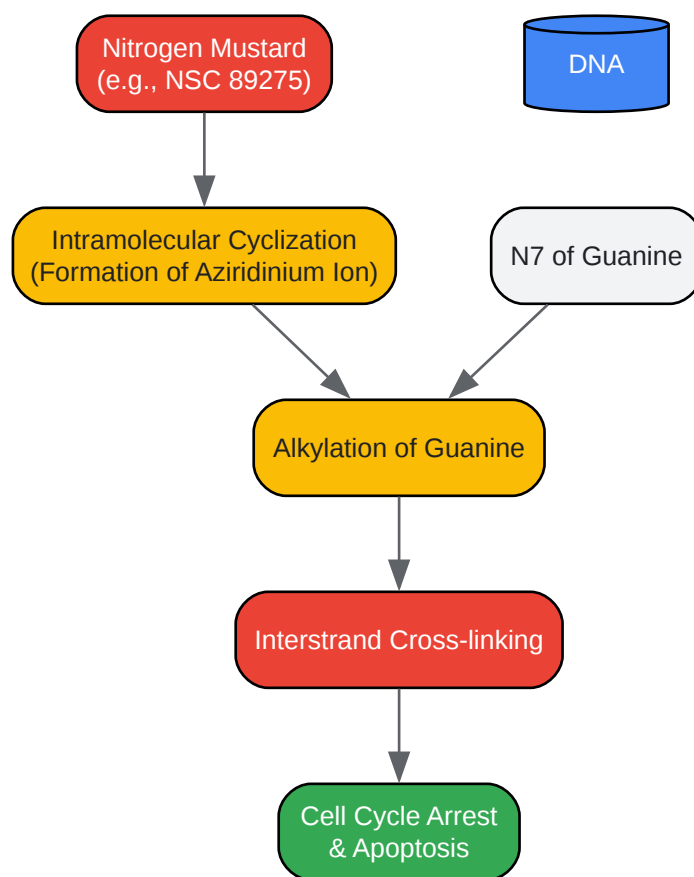 Nitrogen Mustard
(e.g., NSC 89275)
DNA
Intramolecular Cyclization
(Formation of Aziridinium Ion)
N7 of Guanine
Alkylation of Guanine
Interstrand Cross-linking
Cell Cycle Arrest
& Apoptosis